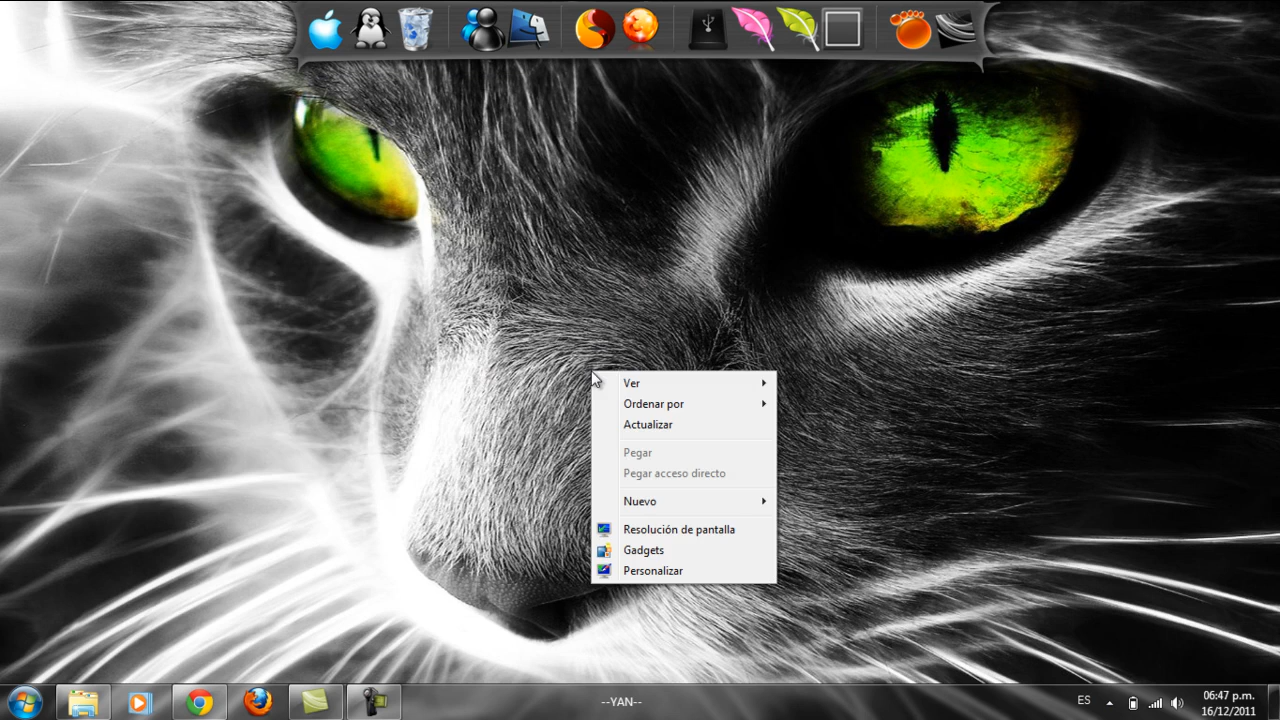 Ver
Ordenar por
Actualizar
Pegar
Pegar acceso directo
Nuevo
Resolución de pantalla
Gadgets
Personalizar
--YAN--
ES
06:47 p.m.
16/12/2011